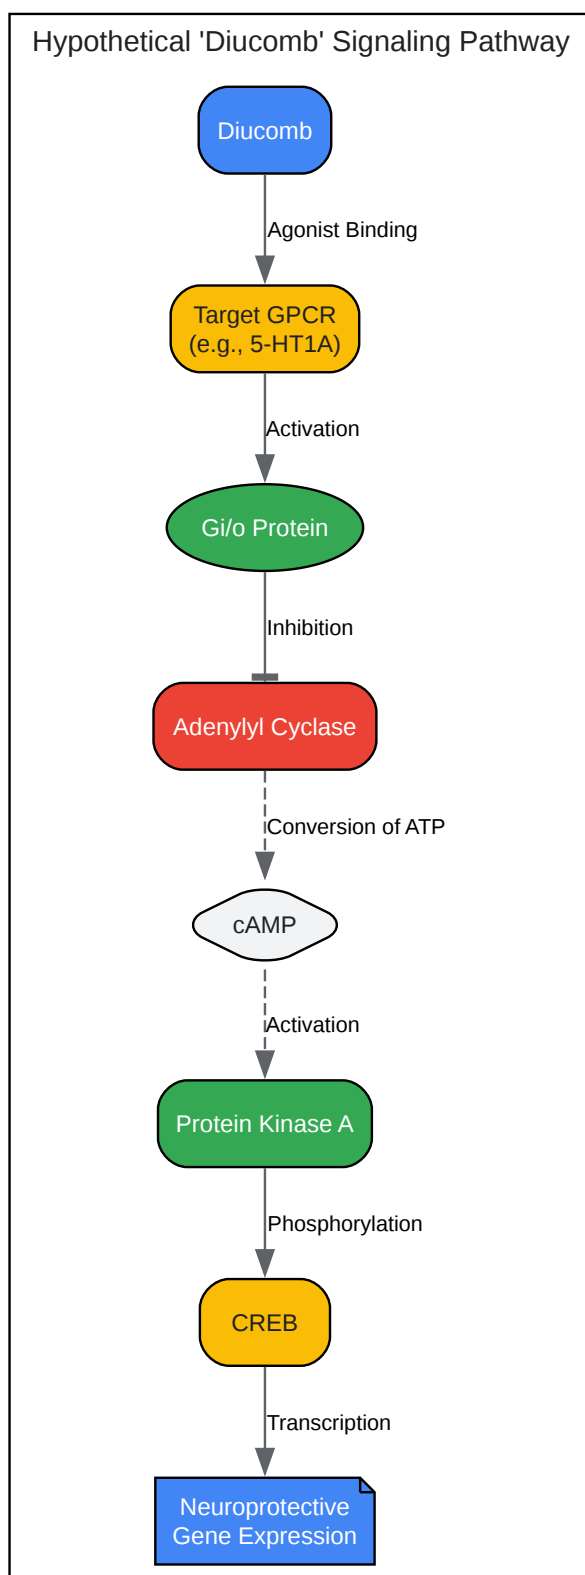 Hypothetical 'Diucomb' Signaling Pathway
Diucomb
Agonist Binding
Target GPCR
(e.g., 5-HT1A)
Activation
Gi/o Protein
Inhibition
Adenylyl Cyclase
Conversion of ATP
cAMP
Activation
Protein Kinase A
Phosphorylation
CREB
Transcription
Neuroprotective
Gene Expression